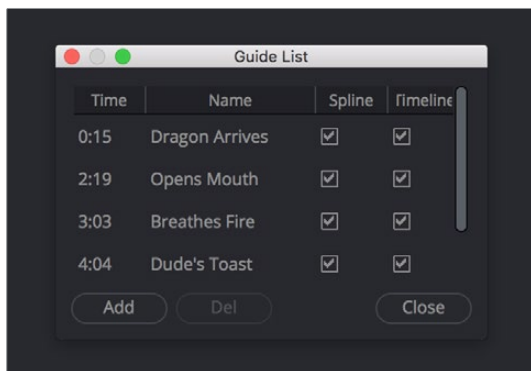 Guide List
Time Name Spline Timeline
0:15 Dragon Arrives
2:19 Opens Mouth
3:03 Breathes Fire
4:04 Dude's Toast
Add Del Close